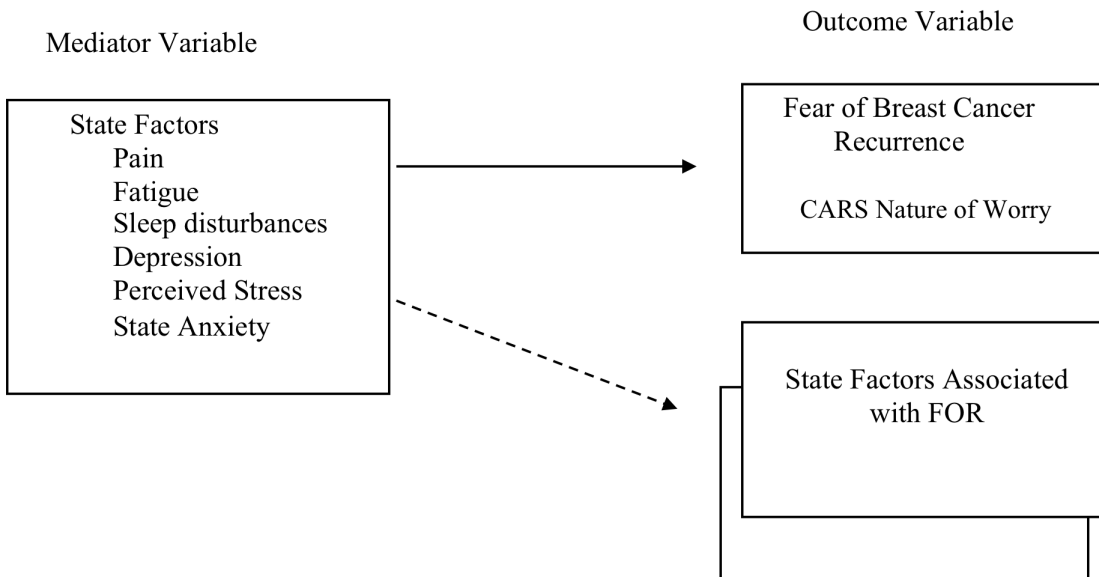 Mediator Variable
State Factors
Pain
Fatigue
Sleep disturbances
Depression
Perceived Stress
State Anxiety
Outcome Variable
Fear of Breast Cancer
Recurrence
CARS Nature of Worry
State Factors Associated
with FOR